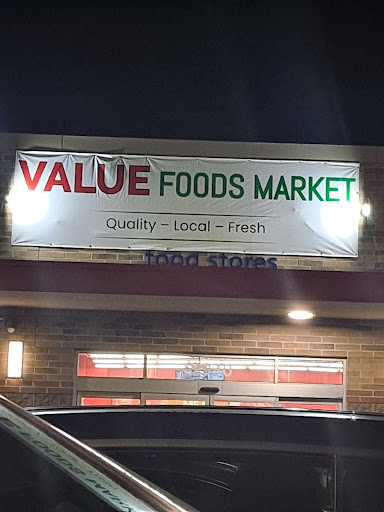 VALUE FOODS MARKET
Quality – Local – Fresh
food stores